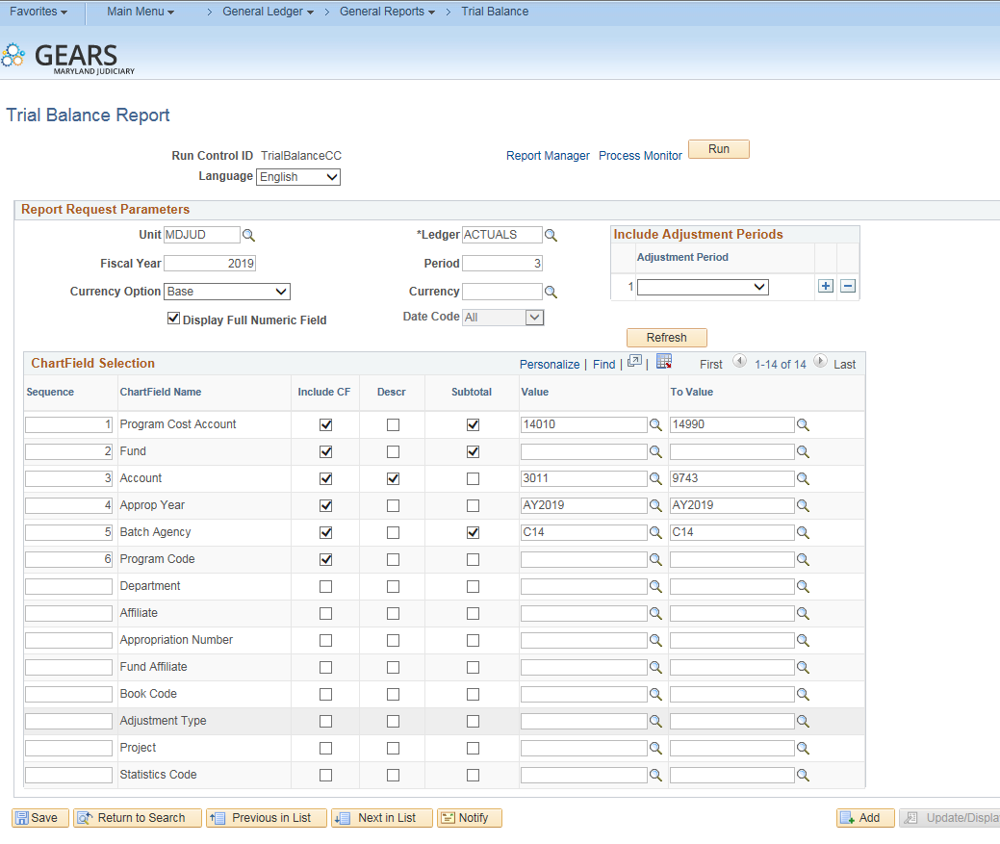 Favorites Main Menu > General Ledger > General Reports > Trial Balance
GEARS
MARYLAND JUDICIARY
Trial Balance Report
Run Control ID TrialBalanceCC Report Manager Process Monitor Run
Language English
Report Request Parameters
Unit MDJUD *Ledger ACTUALS Include Adjustment Periods
Adjustment Period
Fiscal Year 2019 Period 3
Currency Option Base Currency 1
Display Full Numeric Field Date Code All
Refresh
ChartField Selection Personalize | Find | | First 1-14 of 14 Last
Sequence ChartField Name Include CF Descr Subtotal Value To Value
1 Program Cost Account 14010 14990
2 Fund
3 Account 3011 9743
4 Approp Year AY2019 AY2019
5 Batch Agency C14 C14
6 Program Code
Department
Affiliate
Appropriation Number
Fund Affiliate
Book Code
Adjustment Type
Project
Statistics Code
Save Return to Search Previous in List Next in List Notify Add Update/Displa